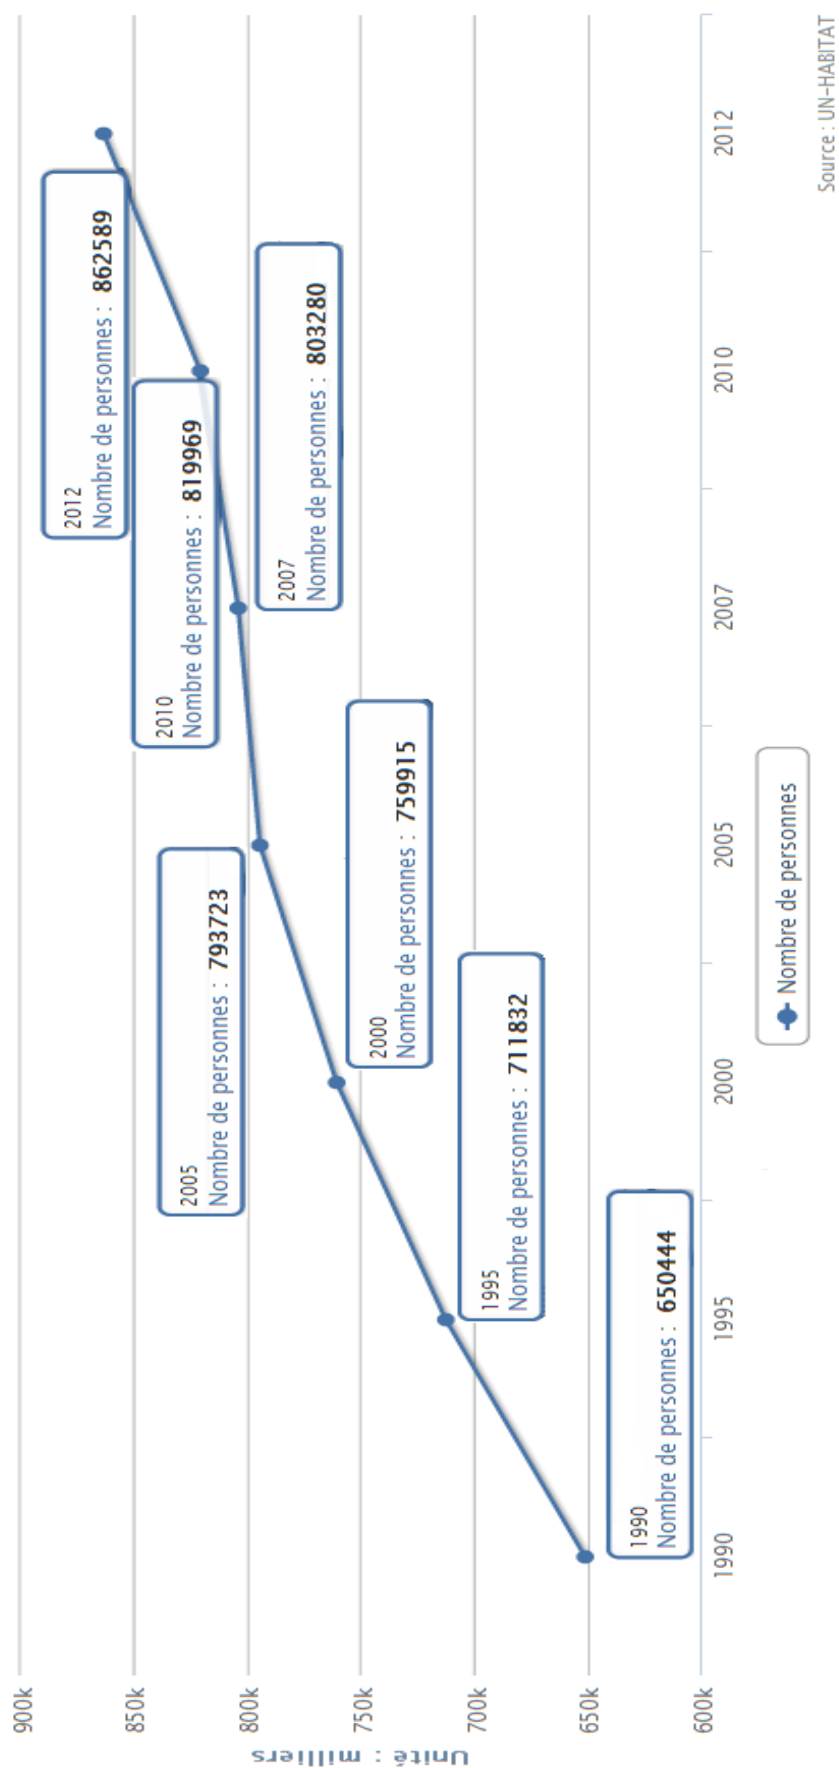 900k
850k
800k
750k
700k
650k
600k
Unité : milliers
2012
Nombre de personnes : 862589
2010
Nombre de personnes : 819969
2007
Nombre de personnes : 803280
2005
Nombre de personnes : 793723
2000
Nombre de personnes : 759915
1995
Nombre de personnes : 711832
1990
Nombre de personnes : 650444
1990
1995
2000
2005
2007
2010
2012
Nombre de personnes
Source : UN-HABITAT